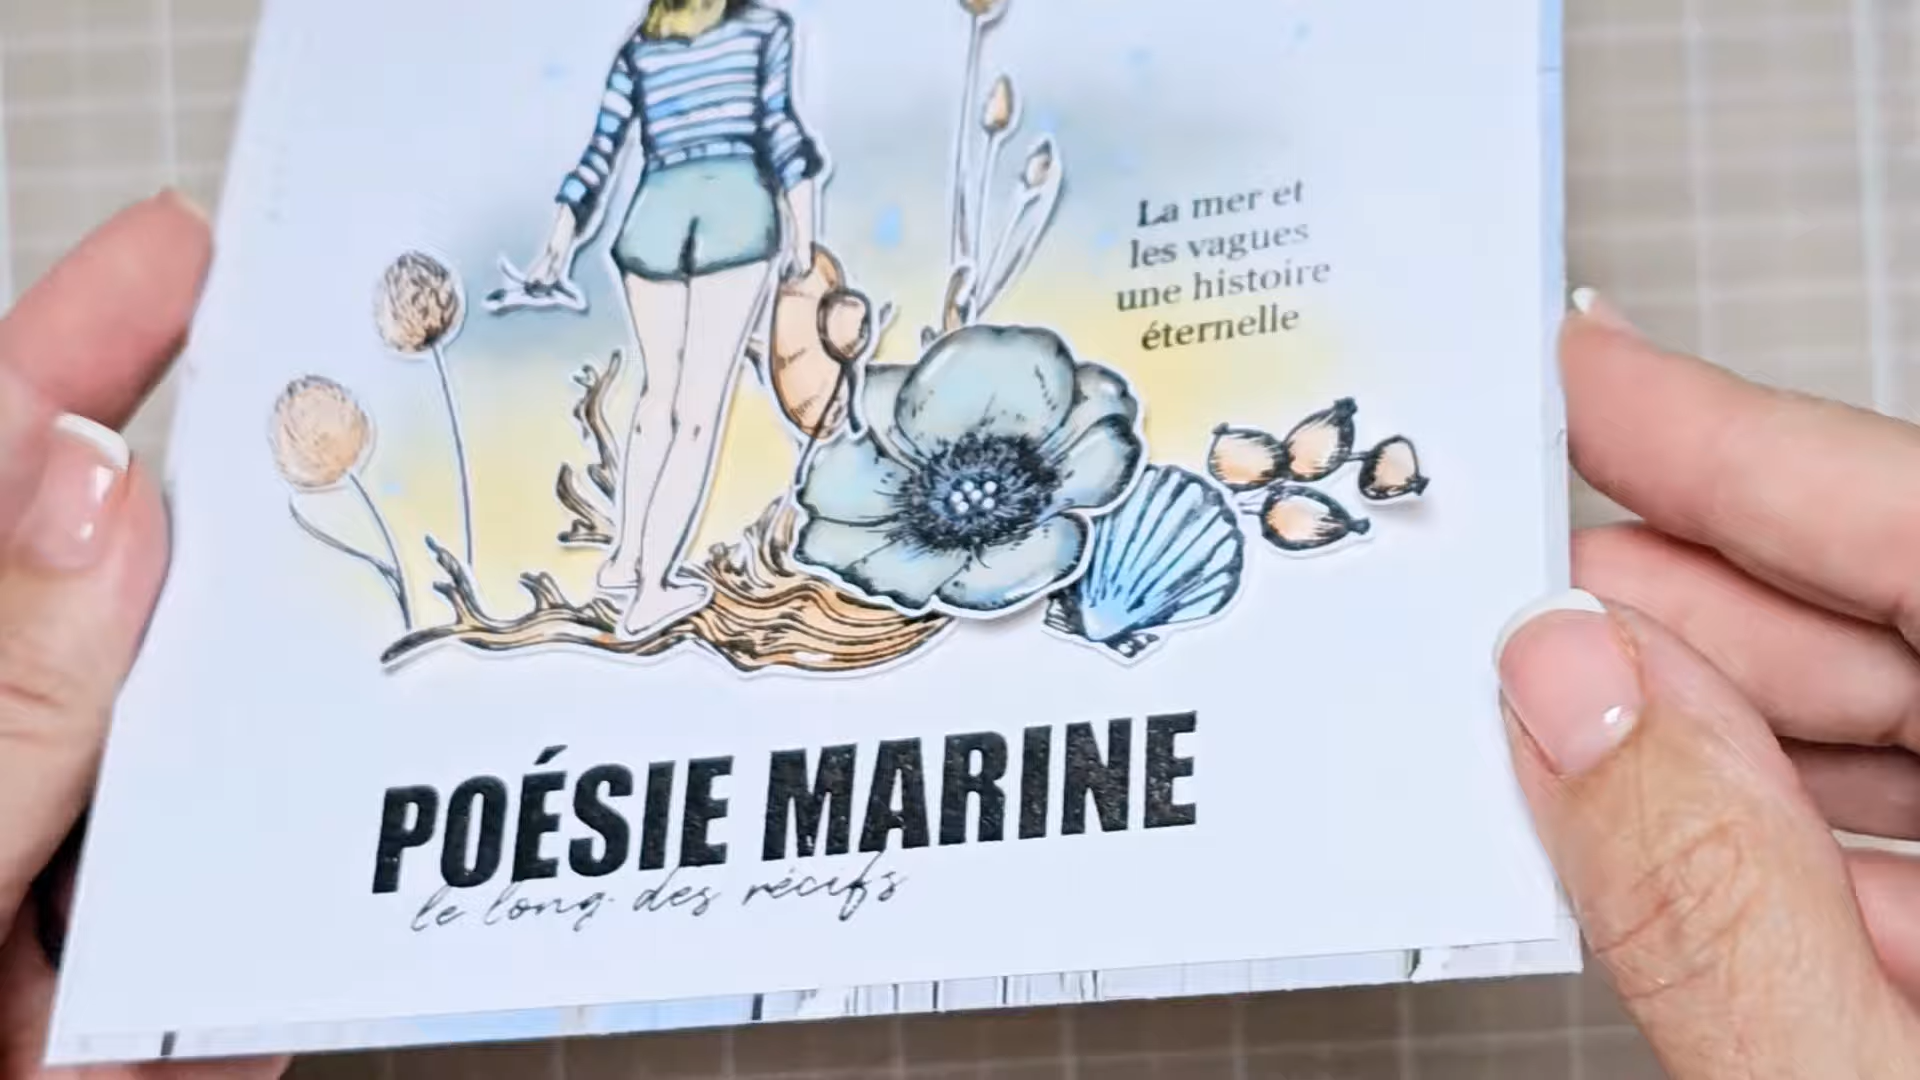 La mer et
les vagues
une histoire
éternelle
POÉSIE MARINE
le long des récifs